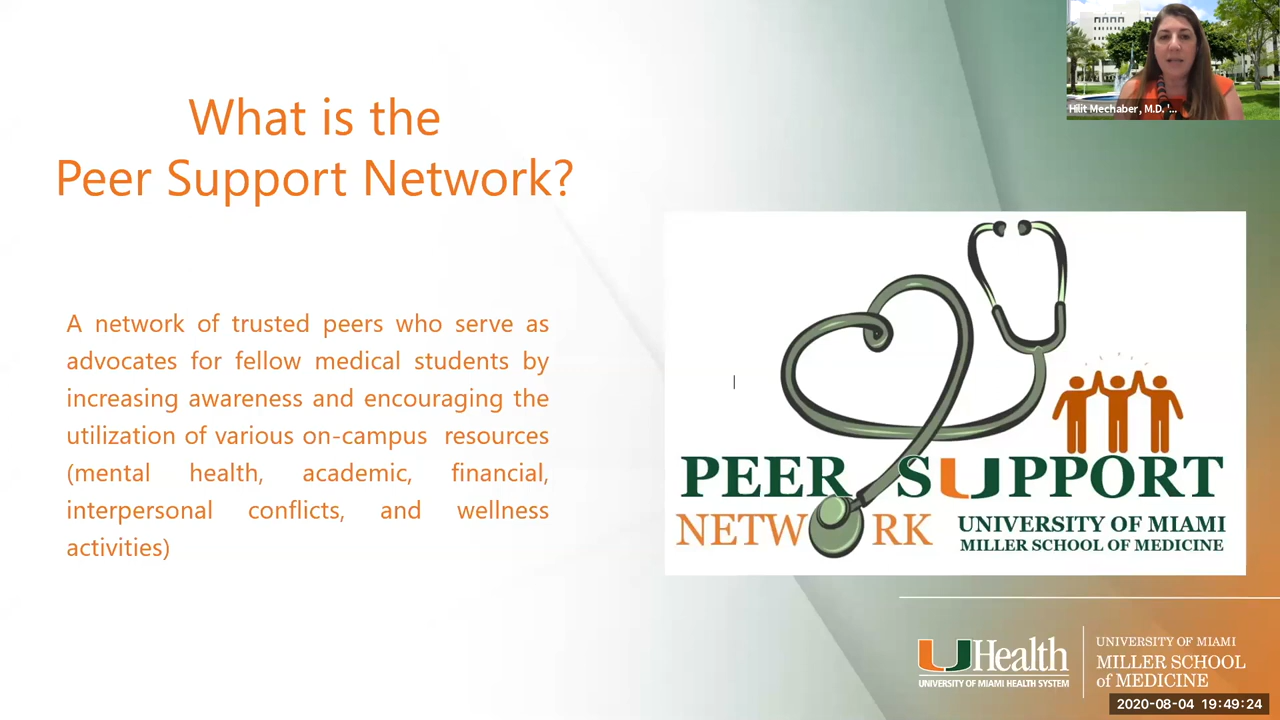 What is the
Peer Support Network?
A network of trusted peers who serve as
advocates for fellow medical students by
increasing awareness and encouraging the
utilization of various on-campus resources
(mental health, academic, financial,
interpersonal conflicts, and wellness
activities)
Hilit Mechaber, M.D. '...
PEER SUPPORT
NETWORK
UNIVERSITY OF MIAMI
MILLER SCHOOL OF MEDICINE
UHealth
UNIVERSITY OF MIAMI HEALTH SYSTEM
UNIVERSITY OF MIAMI
MILLER SCHOOL
of MEDICINE
2020-08-04 19:49:24